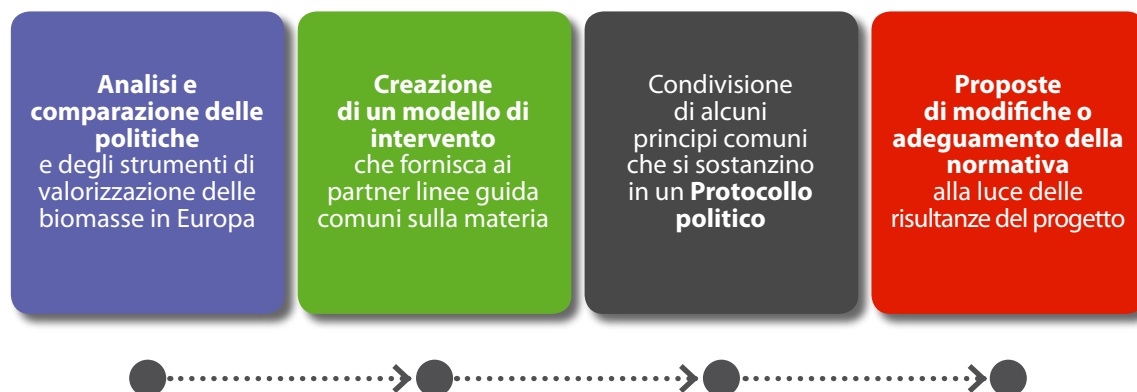 Analisi e
comparazione delle
politiche
e degli strumenti di
valorizzazione delle
biomasse in Europa
Creazione
di un modello di
intervento
che fornisca ai
partner linee guida
comuni sulla materia
Condivisione
di alcuni
principi comuni
che si sostanzino
in un Protocollo
politico
Proposte
di modifiche o
adeguamento della
normativa
alla luce delle
risultanze del progetto